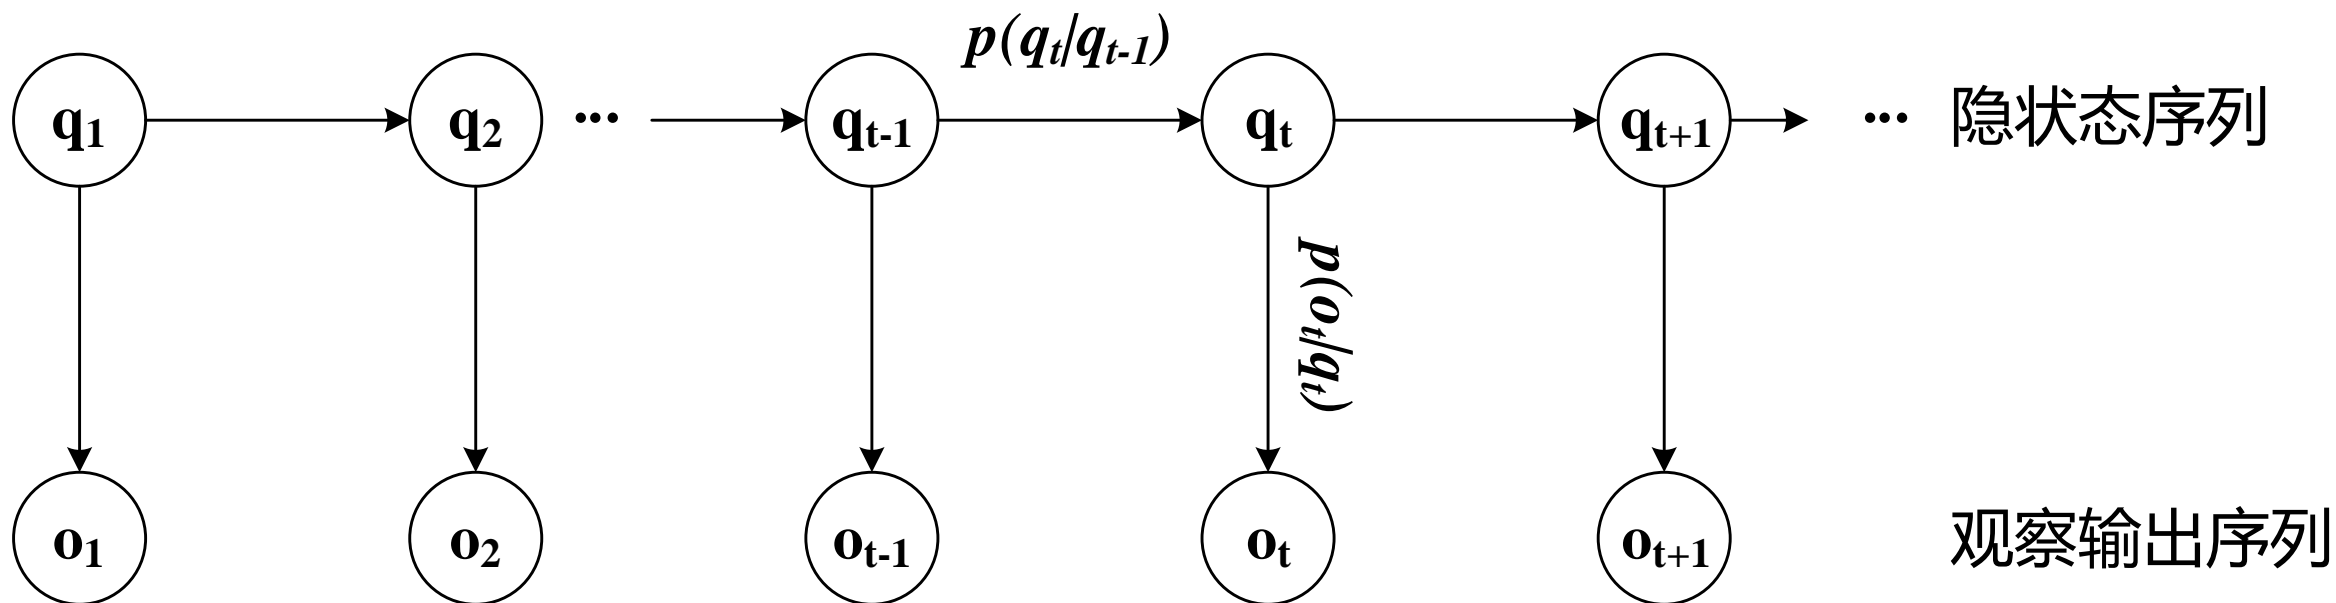 p(qt/qt-1)
q1 q2 ... qt-1 qt qt+1 ... 隐状态序列
p(ot/qt)
o1 o2 ot-1 ot ot+1 观察输出序列